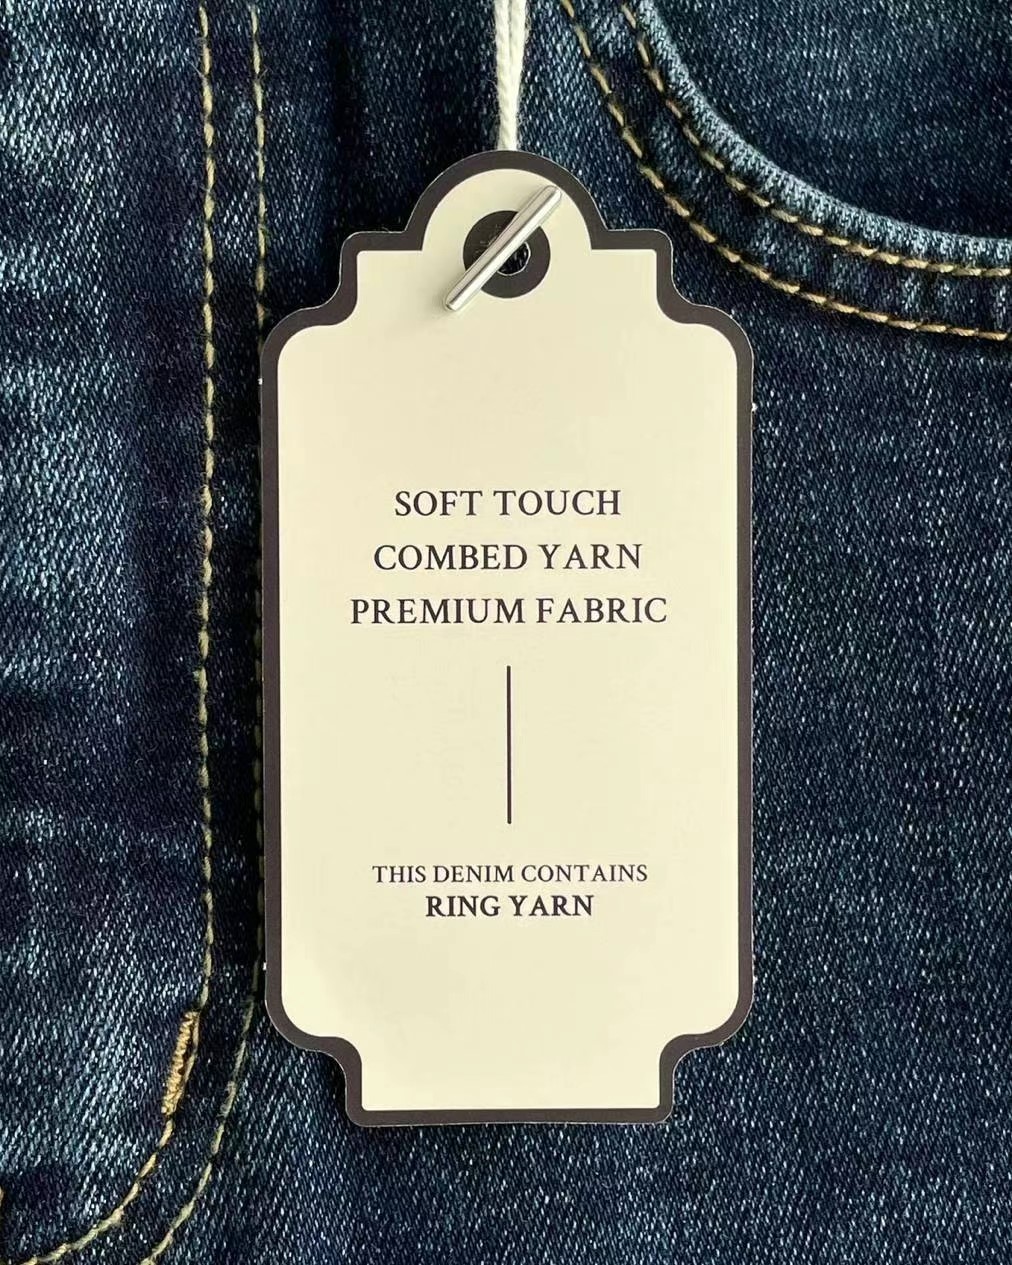 SOFT TOUCH
COMBED YARN
PREMIUM FABRIC
THIS DENIM CONTAINS
RING YARN